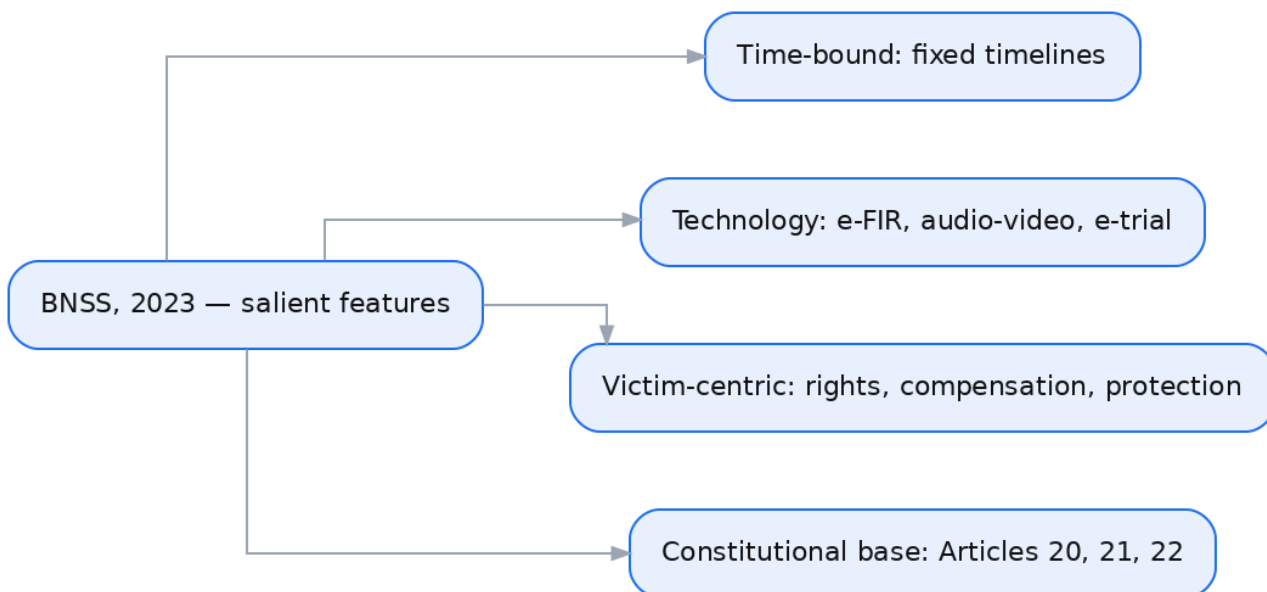 Time-bound: fixed timelines
Technology: e-FIR, audio-video, e-trial
BNSS, 2023 — salient features
Victim-centric: rights, compensation, protection
Constitutional base: Articles 20, 21, 22